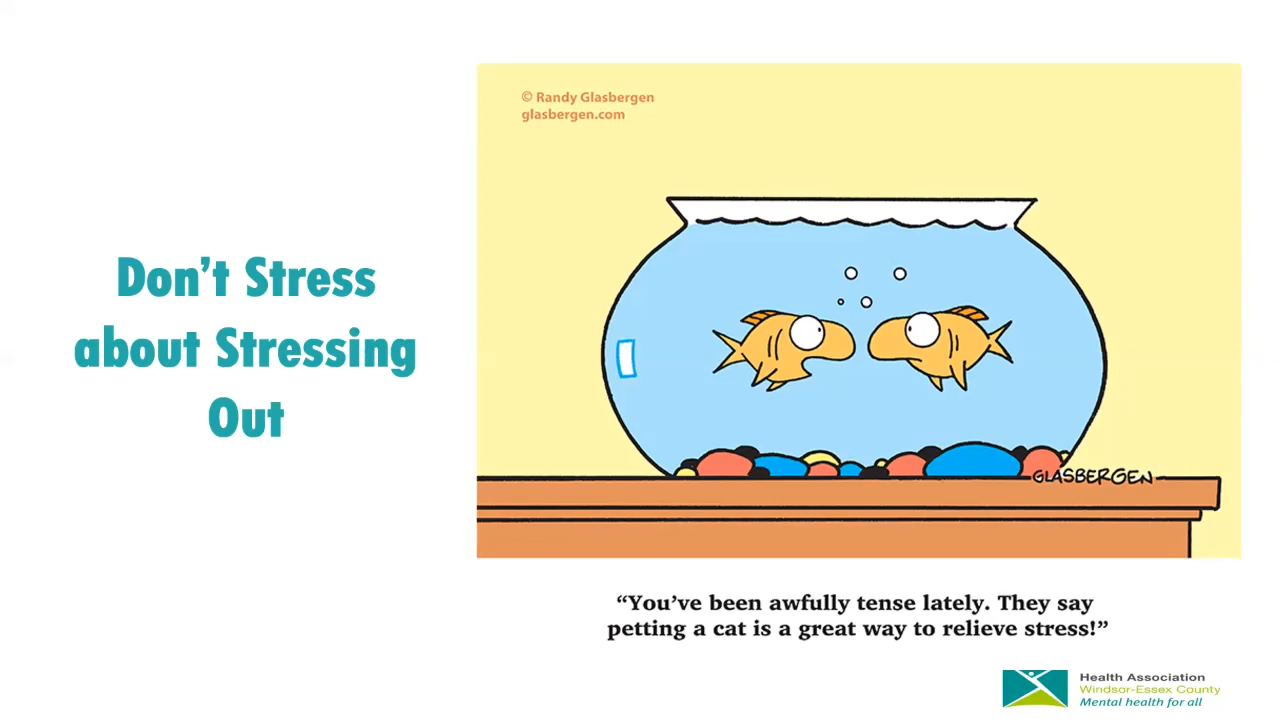 Don’t Stress
about Stressing
Out
© Randy Glasbergen
glasbergen.com
GLASBERGEN
“You’ve been awfully tense lately. They say
petting a cat is a great way to relieve stress!”
Health Association
Windsor-Essex County
Mental health for all